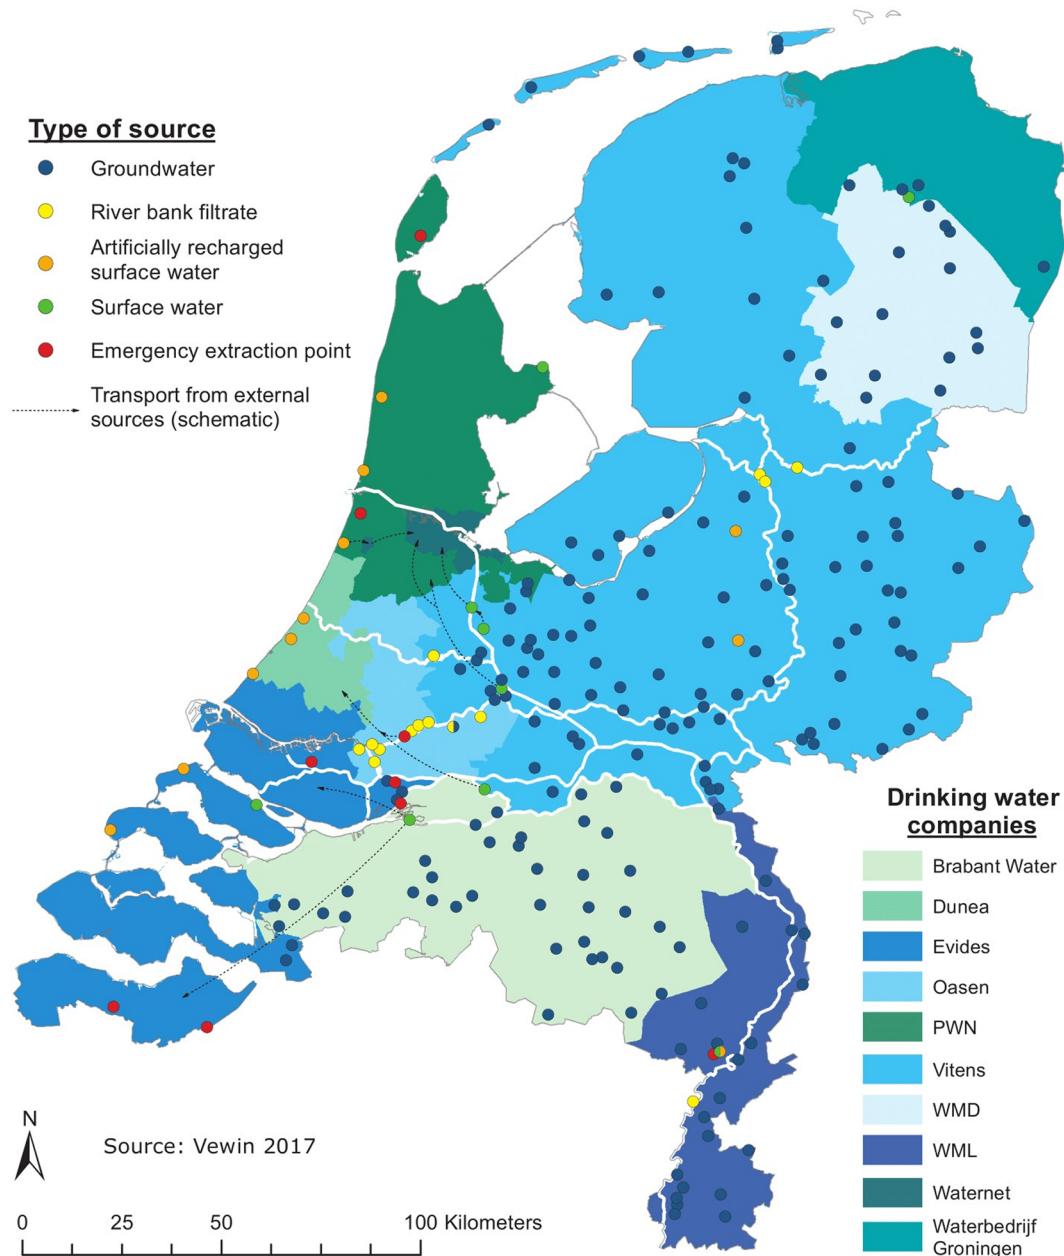 Type of source
Groundwater
River bank filtrate
Artificially recharged
surface water
Surface water
Emergency extraction point
Transport from external
sources (schematic)
Drinking water
companies
Brabant Water
Dunea
Evides
Oasen
PWN
Vitens
WMD
WML
Waternet
Waterbedrijf
Groningen
N
Source: Vewin 2017
0 25 50 100 Kilometers